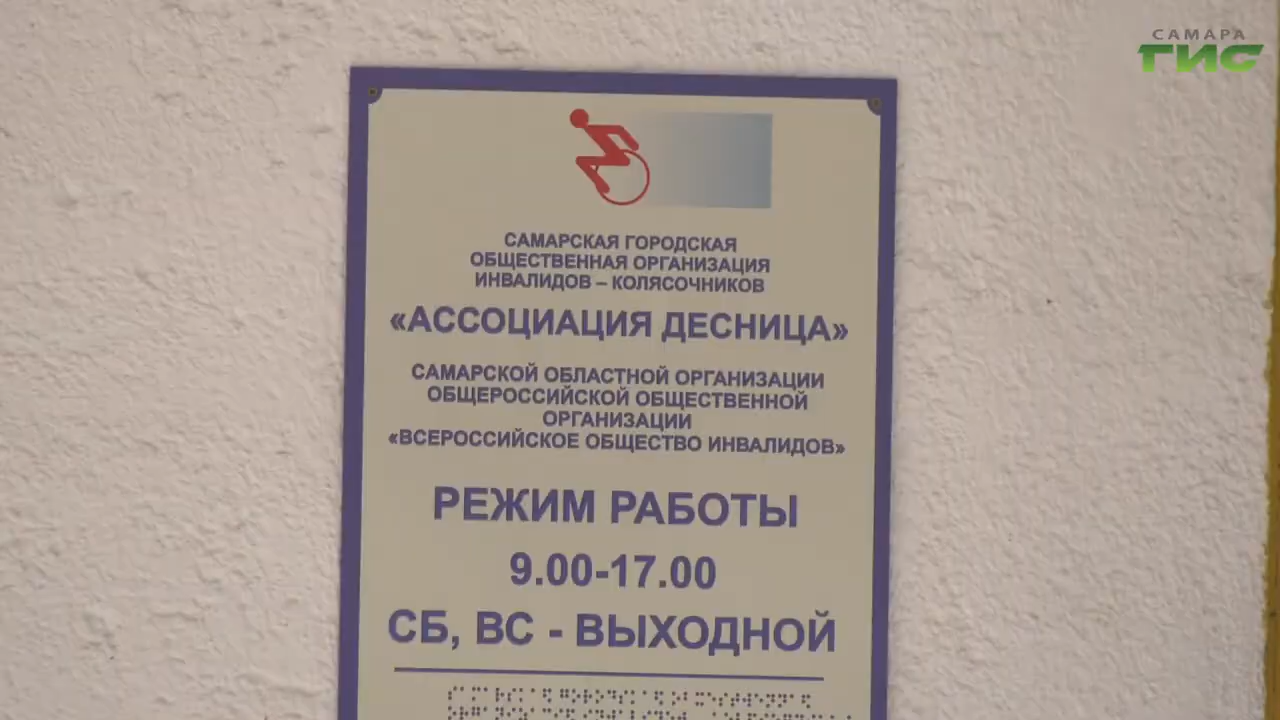 САМАРА
ГИС
САМАРСКАЯ ГОРОДСКАЯ
ОБЩЕСТВЕННАЯ ОРГАНИЗАЦИЯ
ИНВАЛИДОВ – КОЛЯСОЧНИКОВ
«АССОЦИАЦИЯ ДЕСНИЦА»
САМАРСКОЙ ОБЛАСТНОЙ ОРГАНИЗАЦИИ
ОБЩЕРОССИЙСКОЙ ОБЩЕСТВЕННОЙ
ОРГАНИЗАЦИИ
«ВСЕРОССИЙСКОЕ ОБЩЕСТВО ИНВАЛИДОВ»
РЕЖИМ РАБОТЫ
9.00-17.00
СБ, ВС - ВЫХОДНОЙ